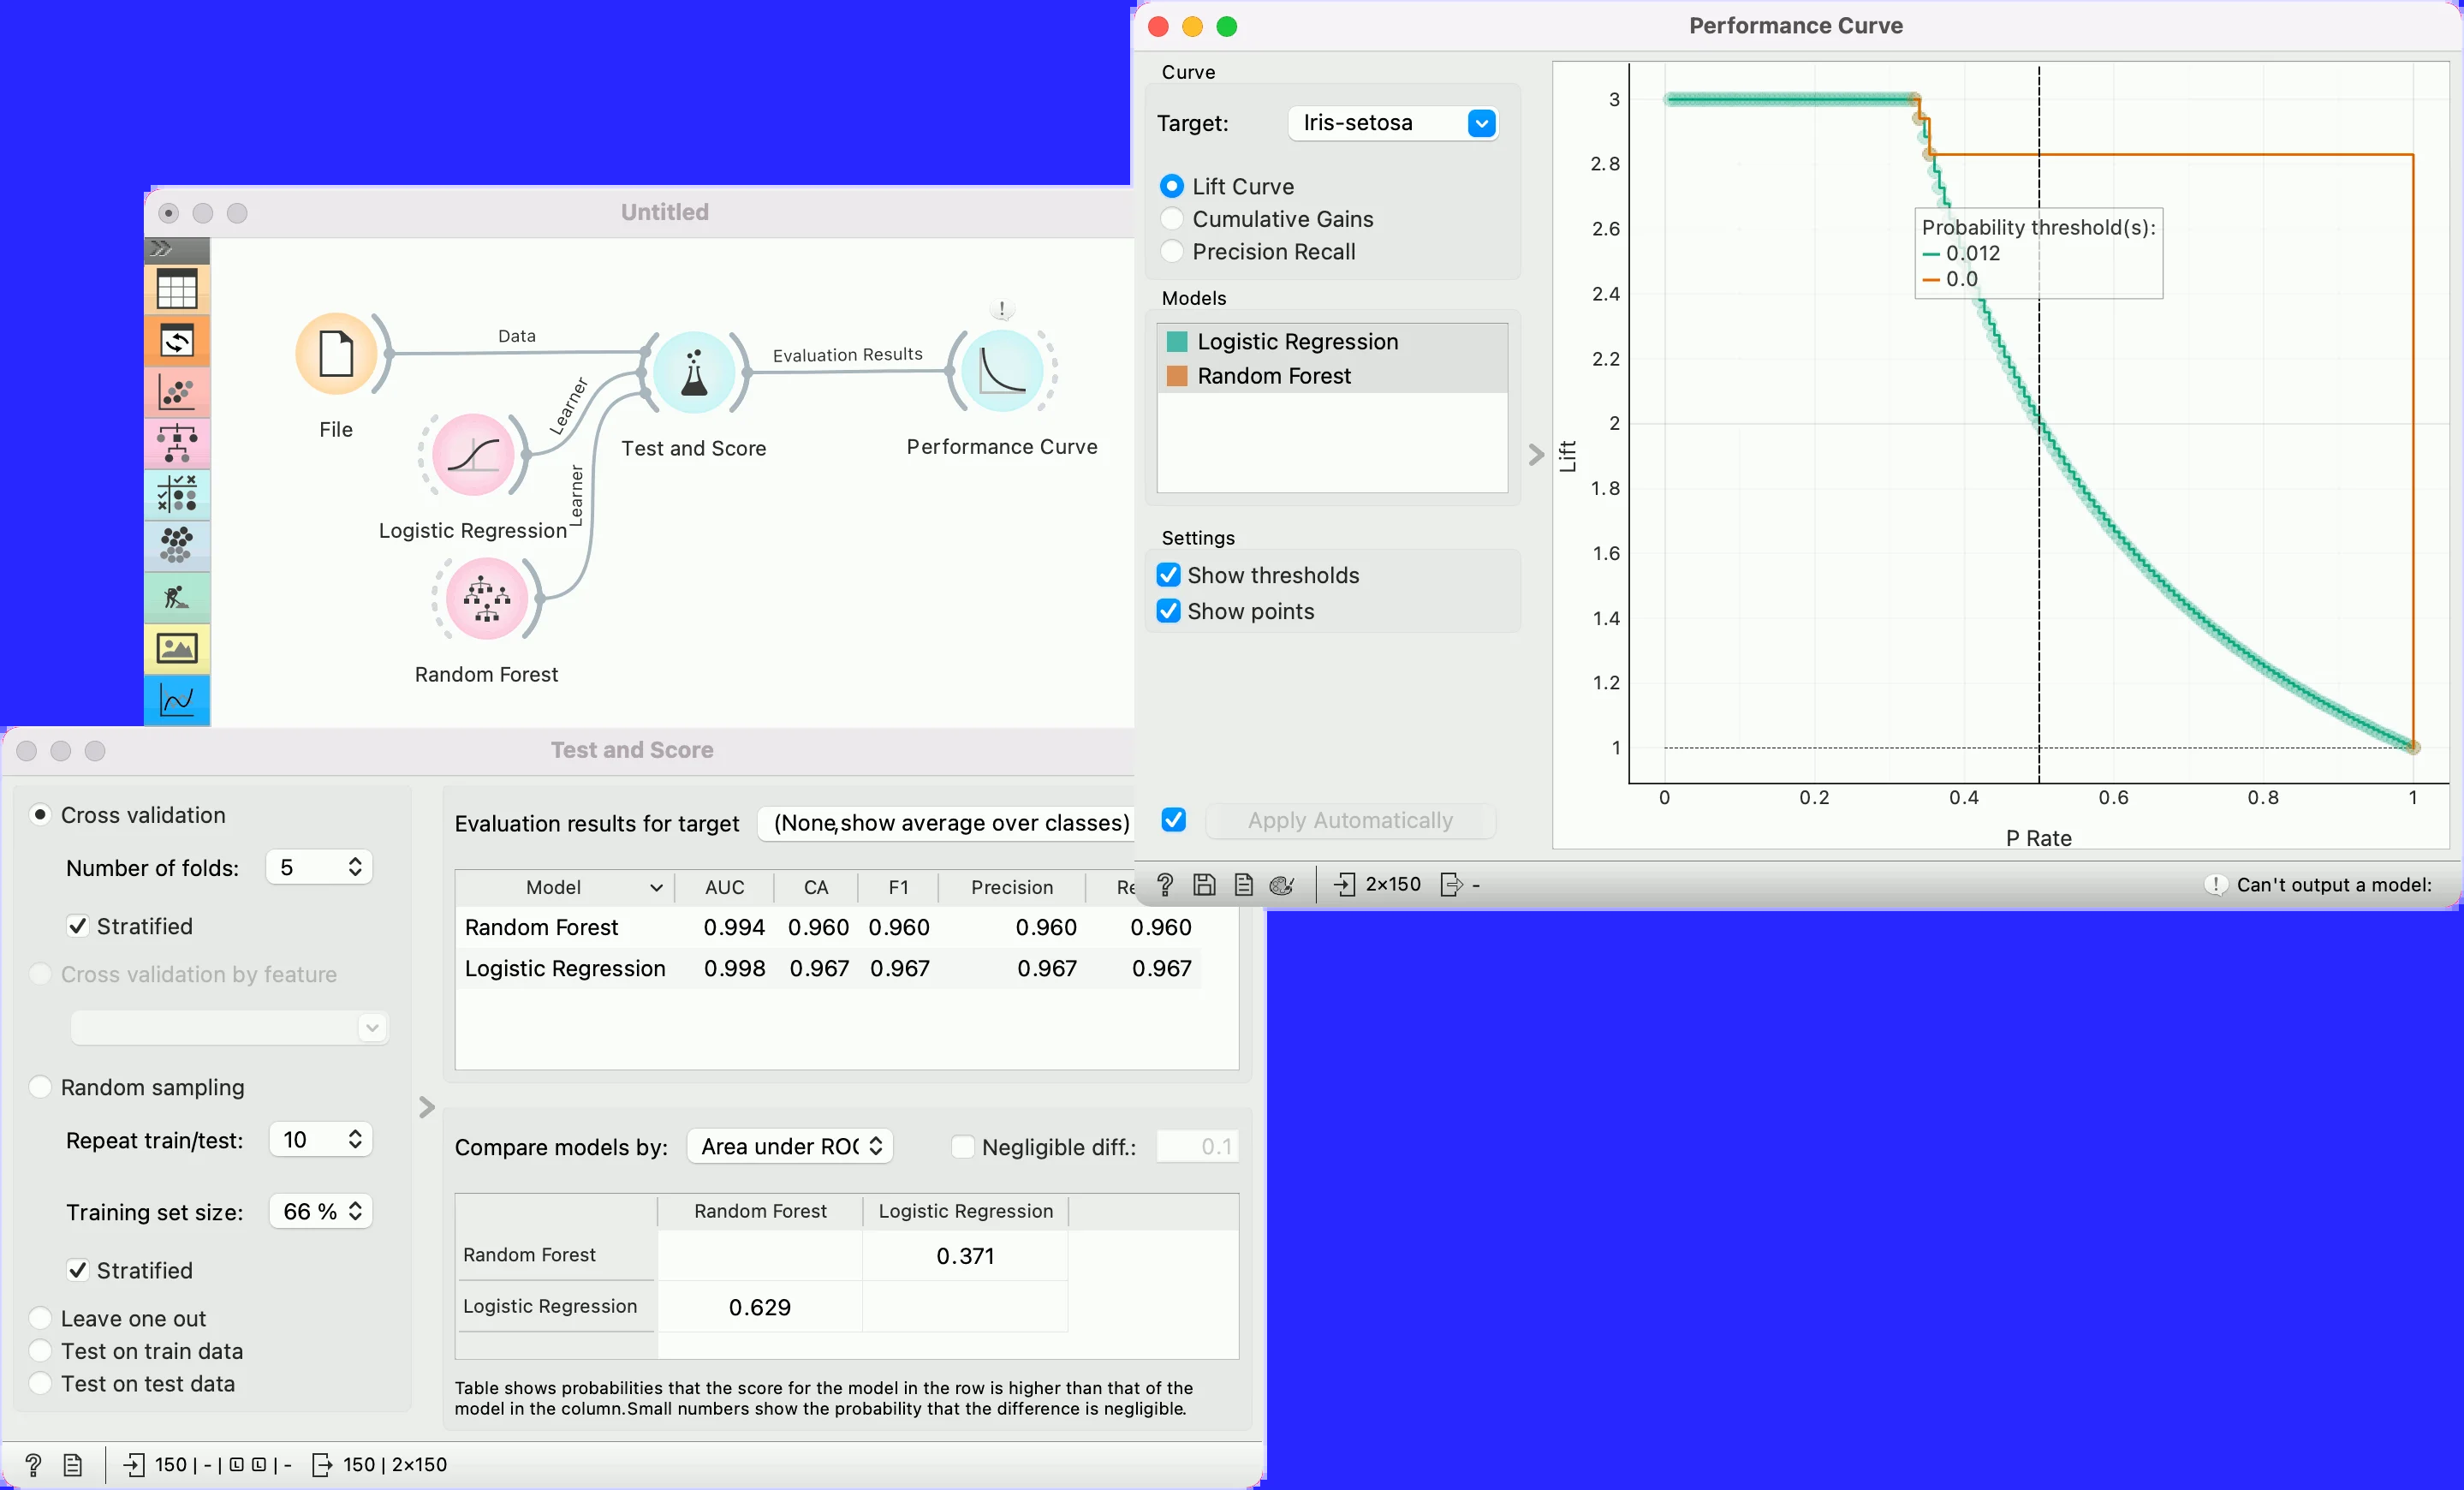 Performance Curve
Curve
Target:
Iris-setosa
Lift Curve
Cumulative Gains
Precision Recall
Models
Logistic Regression
Random Forest
Settings
Show thresholds
Show points
Apply Automatically
2×150
-
Can't output a model:
Lift
3
2.8
2.6
2.4
2.2
2
1.8
1.6
1.4
1.2
1
0
0.2
0.4
0.6
0.8
1
P Rate
Probability threshold(s):
0.012
0.0
Untitled
File
Data
Learner
Learner
Logistic Regression
Random Forest
Test and Score
Evaluation Results
Performance Curve
Test and Score
Cross validation
Number of folds: 5
Stratified
Cross validation by feature
Random sampling
Repeat train/test: 10
Training set size: 66 %
Stratified
Leave one out
Test on train data
Test on test data
Evaluation results for target (None,show average over classes)
Model AUC CA F1 Precision Re
Random Forest 0.994 0.960 0.960 0.960 0.960
Logistic Regression 0.998 0.967 0.967 0.967 0.967
Compare models by: Area under ROC Negligible diff.: 0.1
Random Forest Logistic Regression
Random Forest 0.371
Logistic Regression 0.629
Table shows probabilities that the score for the model in the row is higher than that of the
model in the column.Small numbers show the probability that the difference is negligible.
150 | - | L L | - 150 | 2×150